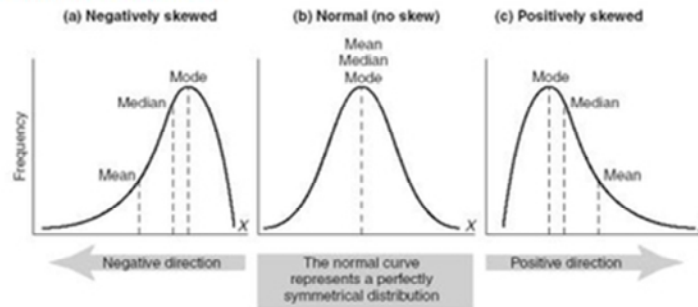 (a) Negatively skewed
(b) Normal (no skew)
(c) Positively skewed
Mode
Median
Mean
Frequency
X
Mean
Median
Mode
Mode
Median
Mean
X
Negative direction
The normal curve
represents a perfectly
symmetrical distribution
Positive direction